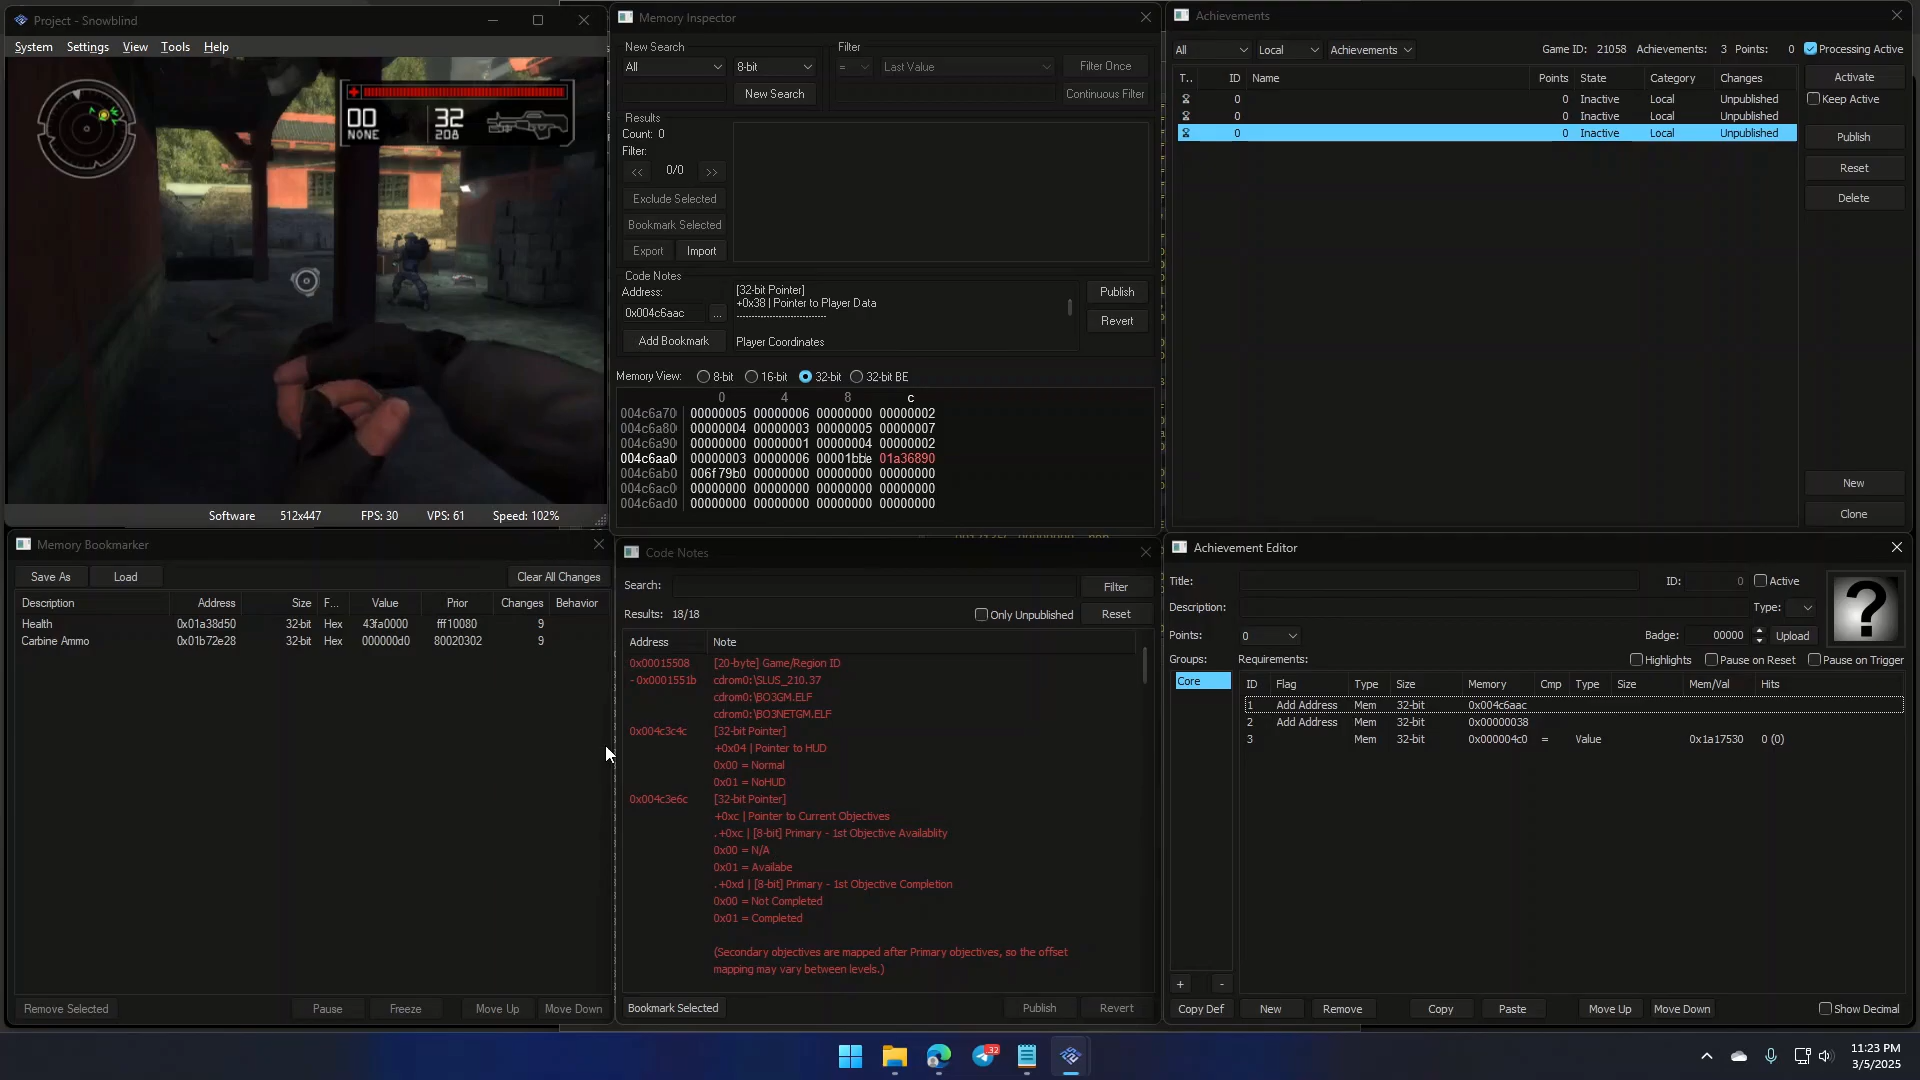 Project - Snowblind
System Settings View Tools Help
00
NONE
32
208
Software 512x447 FPS: 30 VPS: 61 Speed: 102%
Memory Inspector
New Search
All 8-bit
New Search
Filter
= Last Value
Filter Once
Continuous Filter
Results
Count: 0
Filter:
<< 0/0 >>
Exclude Selected
Bookmark Selected
Export Import
Code Notes
Address:
0x004c6aac ...
Add Bookmark
[32-bit Pointer]
+0x38 | Pointer to Player Data
------------------------------
Player Coordinates
Publish
Revert
Memory View: 8-bit 16-bit 32-bit 32-bit BE
0 4 8 c
004c6a70 00000005 00000006 00000000 00000002
004c6a80 00000004 00000003 00000005 00000007
004c6a90 00000000 00000001 00000004 00000002
004c6aa0 00000003 00000006 00001bbe 01a36890
004c6ab0 006f79b0 00000000 00000000 00000000
004c6ac0 00000000 00000000 00000000 00000000
004c6ad0 00000000 00000000 00000000 00000000
Achievements
All Local Achievements Game ID: 21058 Achievements: 3 Points: 0 Processing Active
T.. ID Name Points State Category Changes
0 0 Inactive Local Unpublished
0 0 Inactive Local Unpublished
0 0 Inactive Local Unpublished
Activate
Keep Active
Publish
Reset
Delete
New
Clone
Memory Bookmarker
Save As Load Clear All Changes
Description Address Size F... Value Prior Changes Behavior
Health 0x01a38d50 32-bit Hex 43fa0000 fff10080 9
Carbine Ammo 0x01b72e28 32-bit Hex 000000d0 80020302 9
Remove Selected Pause Freeze Move Up Move Down
Code Notes
Search: Filter
Results: 18/18 Only Unpublished Reset
Address Note
0x00015508 [20-byte] Game/Region ID
- 0x0001551b cdrom0:\SLUS_210.37
cdrom0:\BO3GM.ELF
cdrom0:\BO3NETGM.ELF
0x004c3c4c [32-bit Pointer]
+0x04 | Pointer to HUD
0x00 = Normal
0x01 = NoHUD
0x004c3e6c [32-bit Pointer]
+0xc | Pointer to Current Objectives
.+0xc | [8-bit] Primary - 1st Objective Availablity
0x00 = N/A
0x01 = Availabe
.+0xd | [8-bit] Primary - 1st Objective Completion
0x00 = Not Completed
0x01 = Completed
(Secondary objectives are mapped after Primary objectives, so the offset
mapping may vary between levels.)
Bookmark Selected Publish Revert
Achievement Editor
Title: ID: 0 Active
Description: Type:
Points: 0 Badge: 00000 Upload
?
Groups: Requirements: Highlights Pause on Reset Pause on Trigger
Core
ID Flag Type Size Memory Cmp Type Size Mem/Val Hits
1 Add Address Mem 32-bit 0x004c6aac
2 Add Address Mem 32-bit 0x00000038
3 Mem 32-bit 0x000004c0 = Value 0x1a17530 0 (0)
+ -
Copy Def New Remove Copy Paste Move Up Move Down Show Decimal
32
11:23 PM
3/5/2025